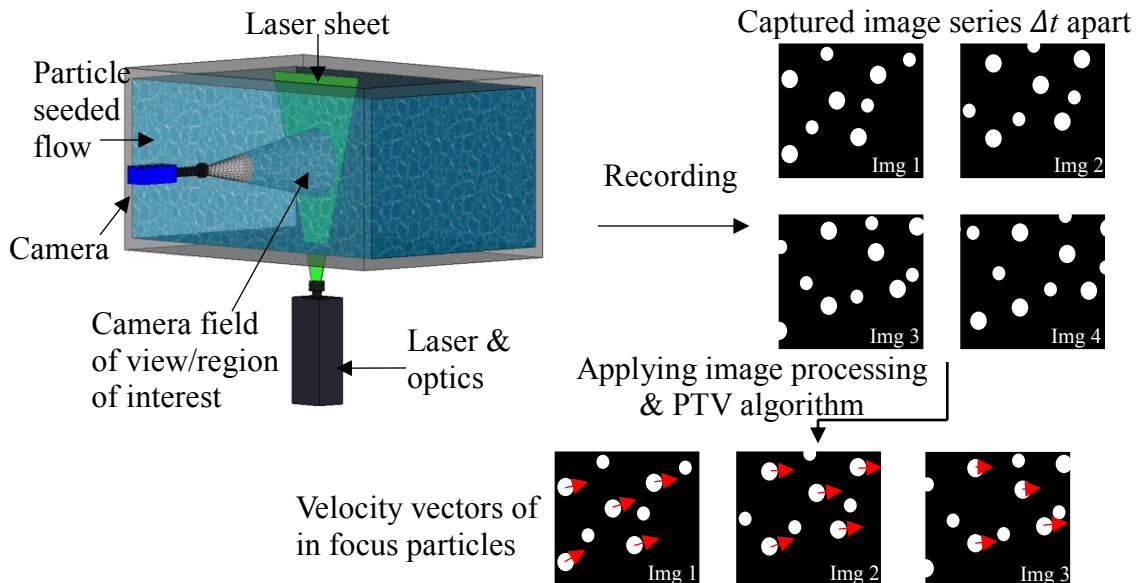 Laser sheet
Particle
seeded
flow
Camera
Camera field
of view/region
of interest
Laser &
optics
Recording
Captured image series Δt apart
Img 1
Img 2
Img 3
Img 4
Applying image processing
& PTV algorithm
Velocity vectors of
in focus particles
Img 1
Img 2
Img 3